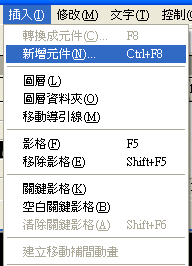 插入(I) 修改(M) 文字(T) 控制(
轉換成元件(C)... F8
新增元件(N)... Ctrl+F8
圖層(L)
圖層資料夾(O)
移動導引線(M)
影格(F) F5
移除影格(E) Shift+F5
關鍵影格(K)
空白關鍵影格(B)
清除關鍵影格(A) Shift+F6
建立移動補間動畫